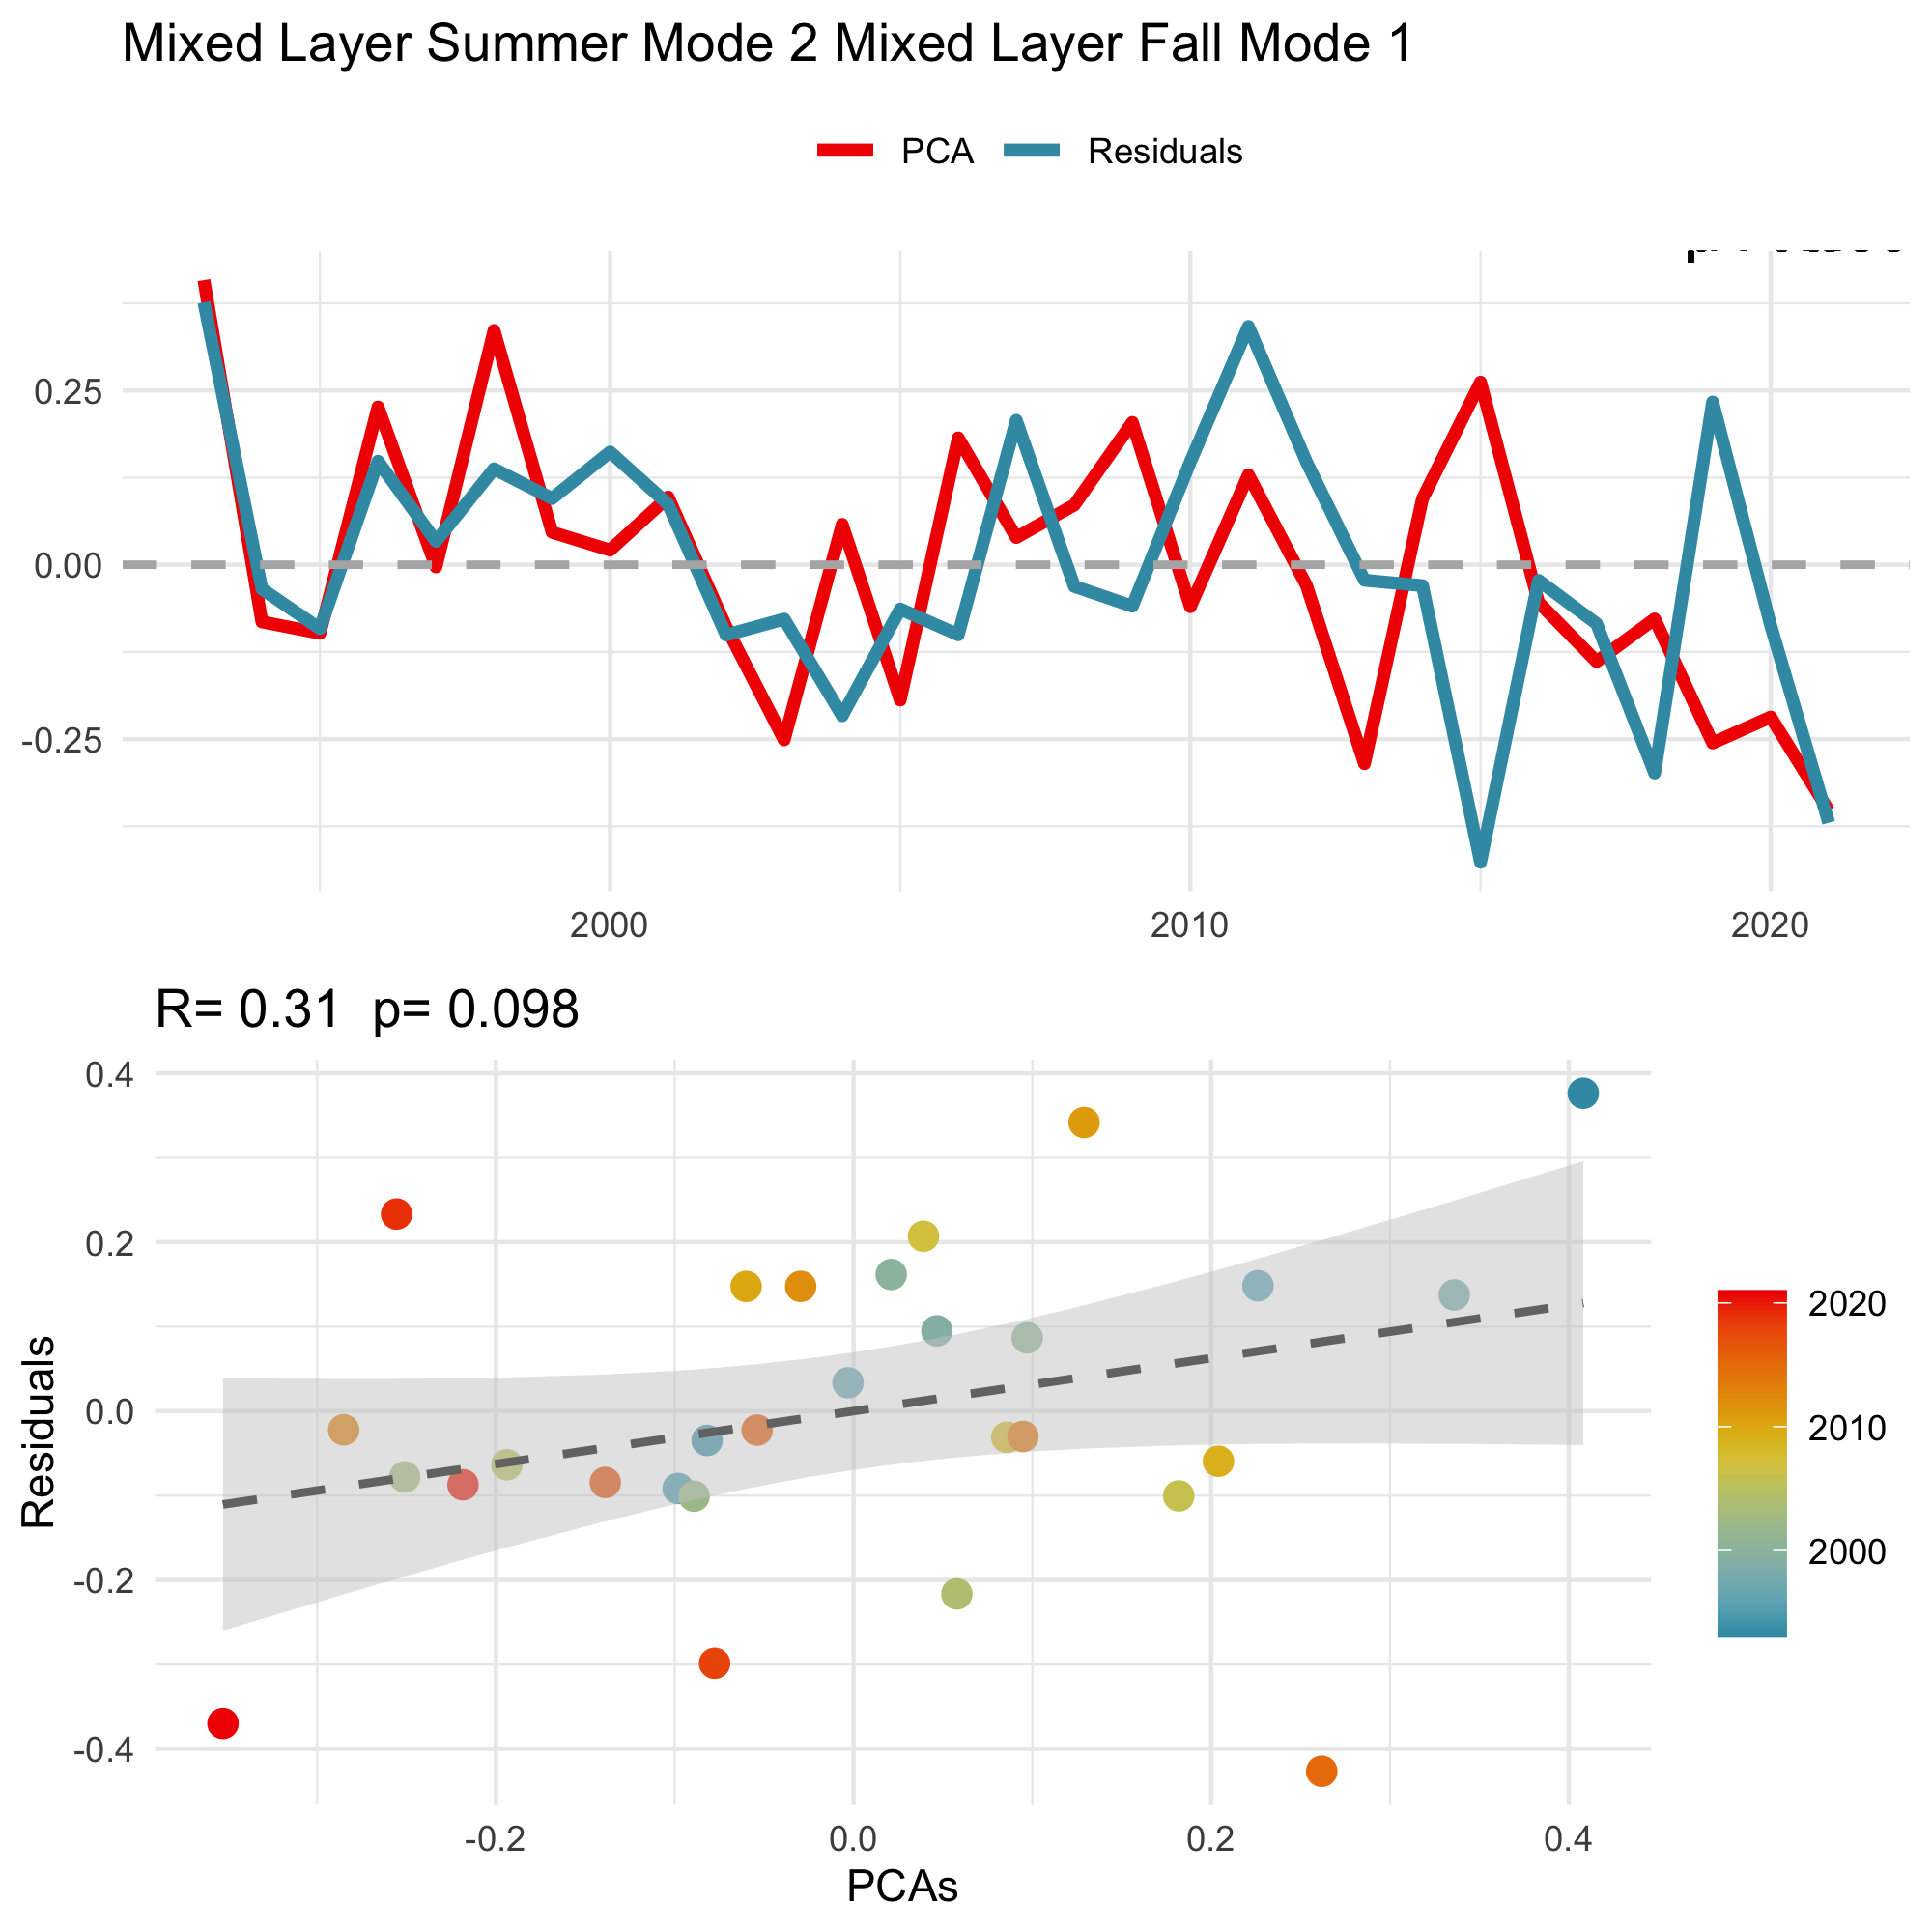 Mixed Layer Summer Mode 2 Mixed Layer Fall Mode 1
PCA Residuals
0.25
0.00
-0.25
2000 2010 2020
R= 0.31 p= 0.098
0.4
0.2
0.0
-0.2
-0.4
Residuals
-0.2 0.0 0.2 0.4
PCAs
2020
2010
2000